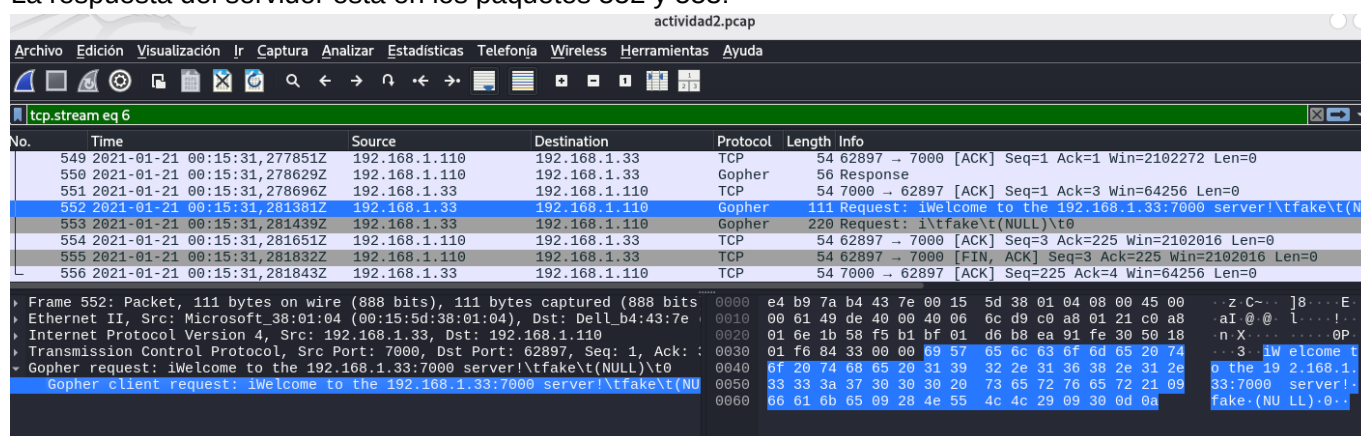 La respuesta del servidor está en los paquetes 552 y 553:
actividad2.pcap
Archivo Edición Visualización Ir Captura Analizar Estadísticas Telefonía Wireless Herramientas Ayuda
tcp.stream eq 6
No. Time Source Destination Protocol Length Info
549 2021-01-21 00:15:31,277851Z 192.168.1.110 192.168.1.33 TCP 54 62897 → 7000 [ACK] Seq=1 Ack=1 Win=2102272 Len=0
550 2021-01-21 00:15:31,278629Z 192.168.1.110 192.168.1.33 Gopher 56 Response
551 2021-01-21 00:15:31,278696Z 192.168.1.33 192.168.1.110 TCP 54 7000 → 62897 [ACK] Seq=1 Ack=3 Win=64256 Len=0
552 2021-01-21 00:15:31,281381Z 192.168.1.33 192.168.1.110 Gopher 111 Request: iWelcome to the 192.168.1.33:7000 server!\tfake\t(N
553 2021-01-21 00:15:31,281439Z 192.168.1.33 192.168.1.110 Gopher 220 Request: i\tfake\t(NULL)\t0
554 2021-01-21 00:15:31,281651Z 192.168.1.110 192.168.1.33 TCP 54 62897 → 7000 [ACK] Seq=3 Ack=225 Win=2102016 Len=0
555 2021-01-21 00:15:31,281832Z 192.168.1.110 192.168.1.33 TCP 54 62897 → 7000 [FIN, ACK] Seq=3 Ack=225 Win=2102016 Len=0
556 2021-01-21 00:15:31,281843Z 192.168.1.33 192.168.1.110 TCP 54 7000 → 62897 [ACK] Seq=225 Ack=4 Win=64256 Len=0
Frame 552: Packet, 111 bytes on wire (888 bits), 111 bytes captured (888 bits
Ethernet II, Src: Microsoft_38:01:04 (00:15:5d:38:01:04), Dst: Dell_b4:43:7e
Internet Protocol Version 4, Src: 192.168.1.33, Dst: 192.168.1.110
Transmission Control Protocol, Src Port: 7000, Dst Port: 62897, Seq: 1, Ack:
Gopher request: iWelcome to the 192.168.1.33:7000 server!\tfake\t(NULL)\t0
Gopher client request: iWelcome to the 192.168.1.33:7000 server!\tfake\t(NU
0000 e4 b9 7a b4 43 7e 00 15 5d 38 01 04 08 00 45 00 ··z·C~·· ]8····E·
0010 00 61 49 de 40 00 40 06 6c d9 c0 a8 01 21 c0 a8 ·aI·@·@· l····!··
0020 01 6e 1b 58 f5 b1 bf 01 d6 b8 ea 91 fe 30 50 18 ·n·X···· ·····0P·
0030 01 f6 84 33 00 00 69 57 65 6c 63 6f 6d 65 20 74 ···3··iW elcome t
0040 6f 20 74 68 65 20 31 39 32 2e 31 36 38 2e 31 2e o the 19 2.168.1.
0050 33 33 3a 37 30 30 30 20 73 65 72 76 65 72 21 09 33:7000 server!·
0060 66 61 6b 65 09 28 4e 55 4c 4c 29 09 30 0d 0a fake·(NU LL)·0··